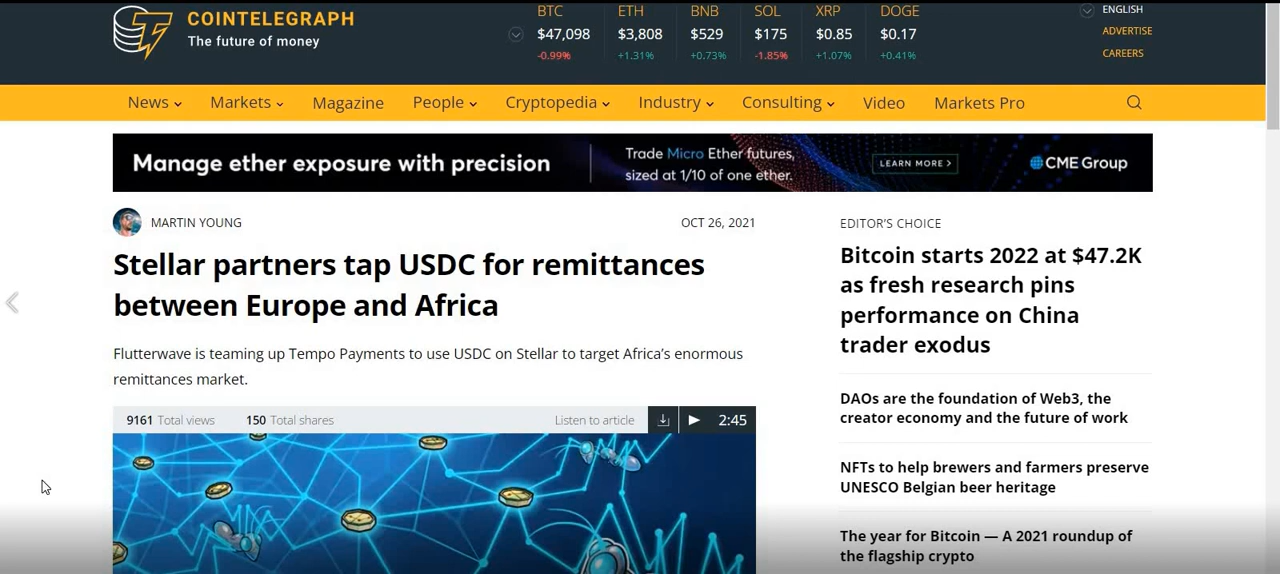 COINTELEGRAPH
The future of money
BTC ETH BNB SOL XRP DOGE
$47,098 $3,808 $529 $175 $0.85 $0.17
-0.99% +1.31% +0.73% -1.85% +1.07% +0.41%
ENGLISH
ADVERTISE
CAREERS
News Markets Magazine People Cryptopedia Industry Consulting Video Markets Pro
Manage ether exposure with precision
Trade Micro Ether futures,
sized at 1/10 of one ether.
LEARN MORE >
CME Group
MARTIN YOUNG OCT 26, 2021
Stellar partners tap USDC for remittances
between Europe and Africa
Flutterwave is teaming up Tempo Payments to use USDC on Stellar to target Africa's enormous
remittances market.
9161 Total views 150 Total shares Listen to article 2:45
EDITOR'S CHOICE
Bitcoin starts 2022 at $47.2K
as fresh research pins
performance on China
trader exodus
DAOs are the foundation of Web3, the
creator economy and the future of work
NFTs to help brewers and farmers preserve
UNESCO Belgian beer heritage
The year for Bitcoin — A 2021 roundup of
the flagship crypto